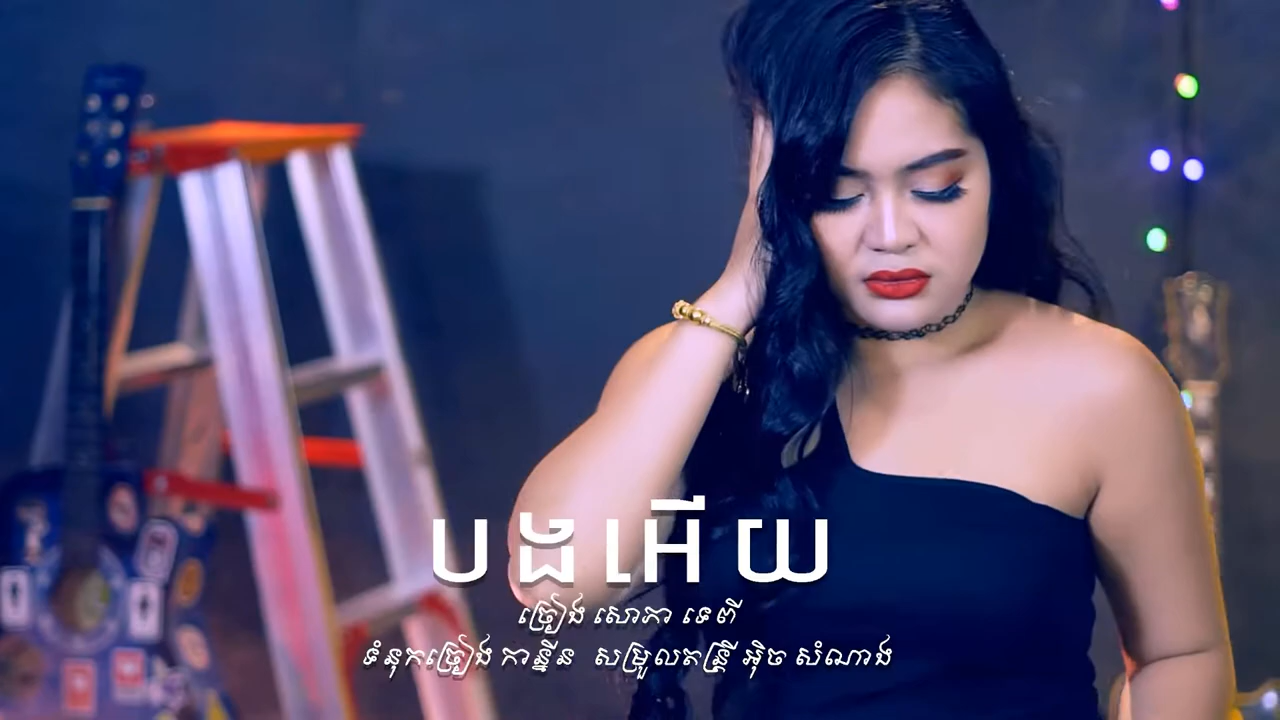 បងអើយ
ច្រៀង សោភា ទេពី
ទំនុកច្រៀង កាន្នីន សម្រួលតន្ត្រី អ៊ិច សំណាង